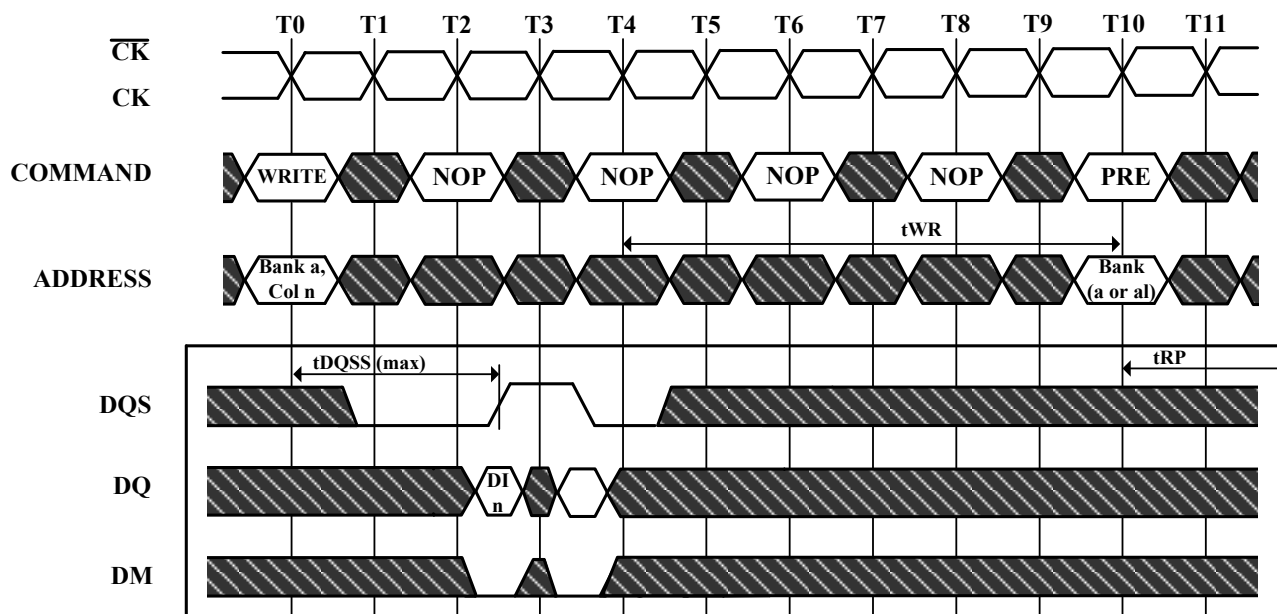 T0 T1 T2 T3 T4 T5 T6 T7 T8 T9 T10 T11
CK
CK
COMMAND WRITE NOP NOP NOP NOP PRE
tWR
ADDRESS Bank a, Bank
Col n (a or al)
tDQSS (max) tRP
DQS
DQ DI
n
DM